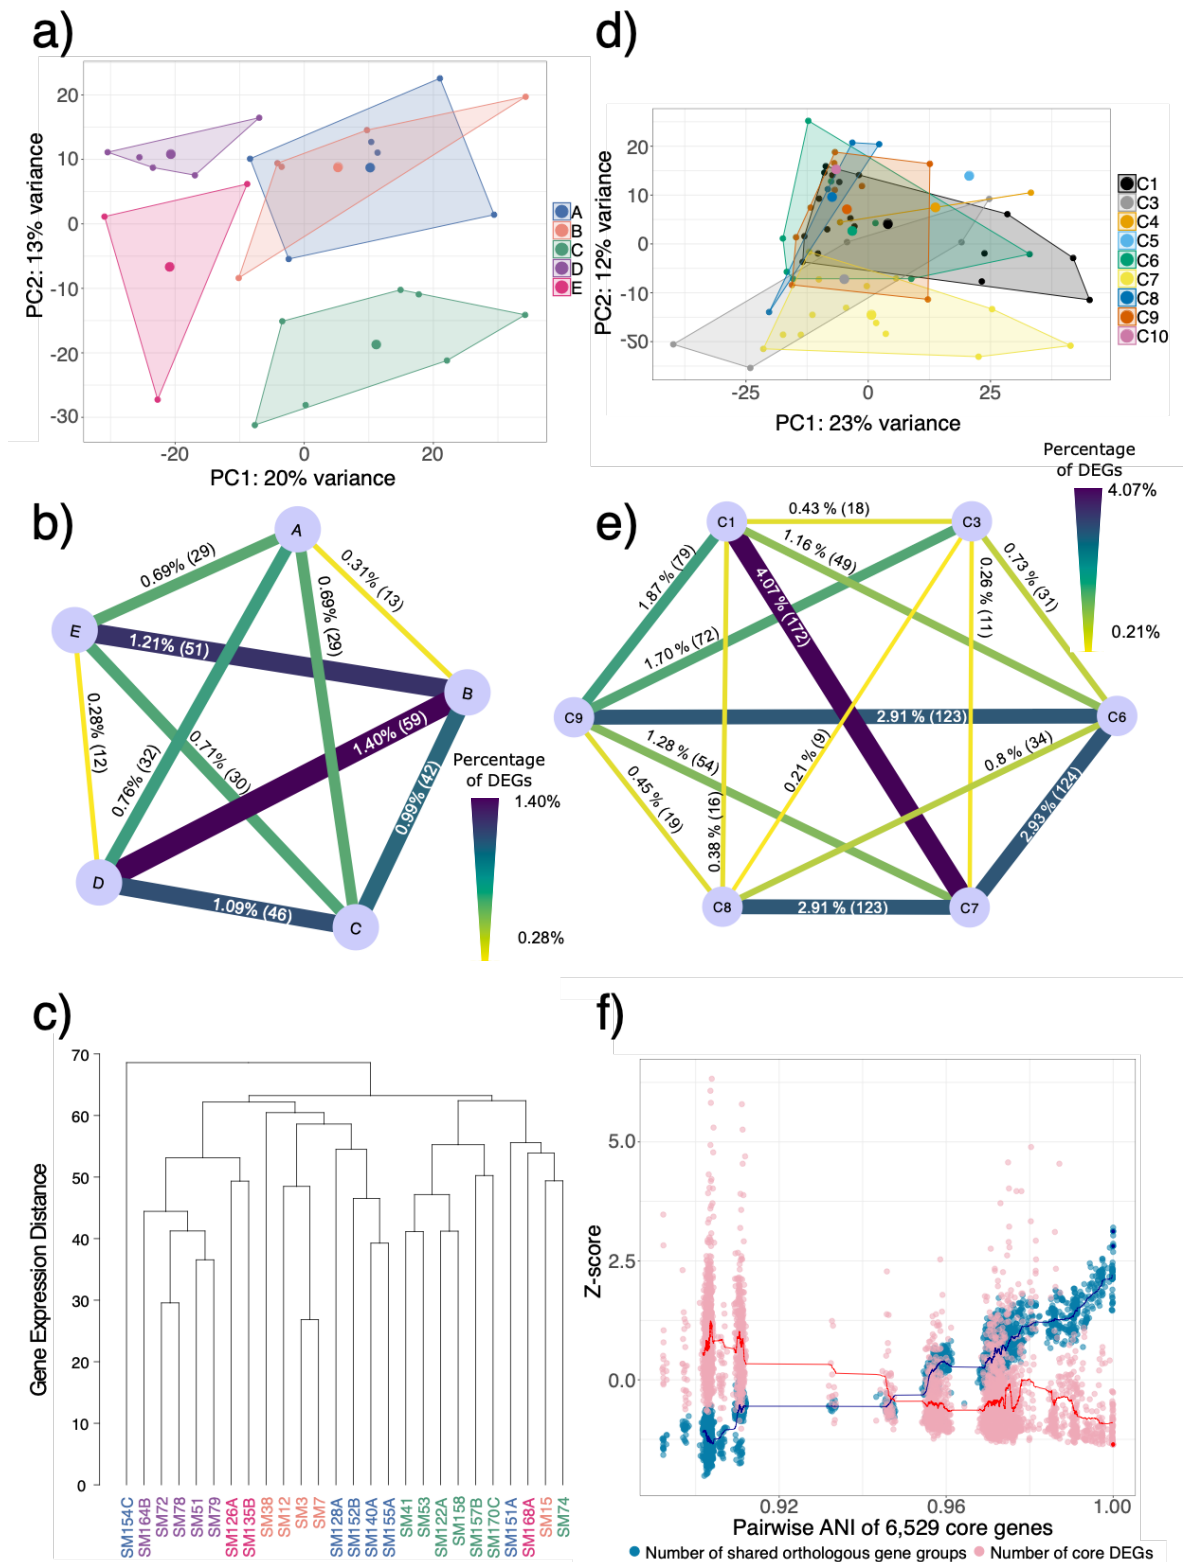 a)
PC2: 13% variance
20
10
0
-10
-20
-30
-20
0
20
PC1: 20% variance
A
B
C
D
E
d)
PC2: 12% variance
20
10
0
-10
-50
-25
0
25
PC1: 23% variance
C1
C3
C4
C5
C6
C7
C8
C9
C10
b)
A
B
C
D
E
0.69% (29)
0.31% (13)
0.69% (29)
1.21% (51)
0.28% (12)
0.76% (32)
0.71% (30)
1.40% (59)
0.99% (42)
1.09% (46)
Percentage
of DEGs
1.40%
0.28%
e)
Percentage
of DEGs
4.07%
0.21%
C1
C3
C9
C6
C8
C7
0.43 % (18)
1.16 % (49)
1.87 % (79)
4.07 % (172)
0.26 % (11)
0.73 % (31)
1.70 % (72)
2.91 % (123)
1.28 % (54)
0.21 % (9)
0.8 % (34)
0.45 % (19)
0.38 % (16)
2.93 % (124)
2.91 % (123)
c)
Gene Expression Distance
70
60
50
40
30
20
10
0
SM154C
SM164B
SM72
SM78
SM51
SM79
SM126A
SM135B
SM38
SM12
SM3
SM7
SM128A
SM152B
SM140A
SM155A
SM41
SM53
SM122A
SM158
SM157B
SM170C
SM151A
SM168A
SM15
SM74
f)
Z-score
5.0
2.5
0.0
0.92
0.96
1.00
Pairwise ANI of 6,529 core genes
Number of shared orthologous gene groups
Number of core DEGs